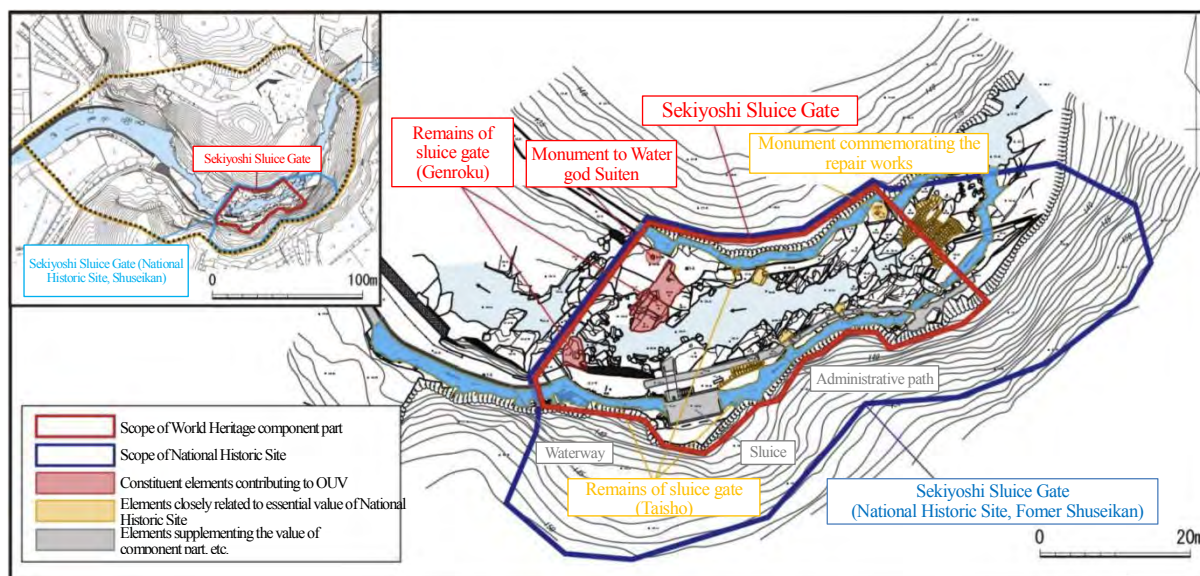 Sekiyoshi Sluice Gate
Sekiyoshi Sluice Gate (National
Historic Site, Shuseikan)
0
100m
Remains of
sluice gate
(Genroku)
Monument to Water
god Suiten
Sekiyoshi Sluice Gate
Monument commemorating the
repair works
Administrative path
Waterway
Sluice
Remains of sluice gate
(Taisho)
Sekiyoshi Sluice Gate
(National Historic Site, Fomer Shuseikan)
0
20m
Scope of World Heritage component part
Scope of National Historic Site
Constituent elements contributing to OUV
Elements closely related to essential value of National
Historic Site
Elements supplementing the value of
component part, etc.